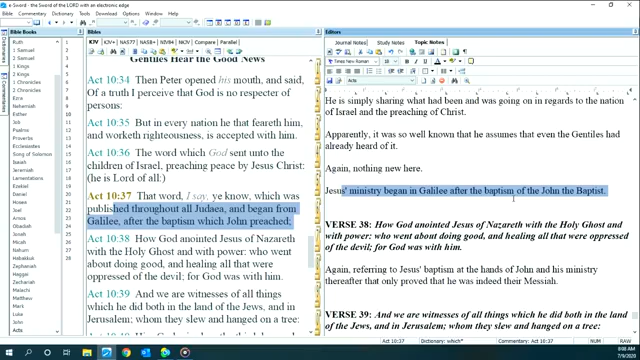 e-Sword - the Sword of the LORD with an electronic edge
File Edit View Bible Tools Download Options Window Help
Bible Books
Bibles
Editors
Dictionaries
Commentaries
Ruth
1 Samuel
2 Samuel
1 Kings
2 Kings
1 Chronicles
2 Chronicles
Ezra
Nehemiah
Esther
Job
Psalms
Proverbs
Ecclesiastes
Song of Solomon
Isaiah
Jeremiah
Lamentations
Ezekiel
Daniel
Hosea
Joel
Amos
Obadiah
Jonah
Micah
Nahum
Habakkuk
Zephaniah
Haggai
Zechariah
Malachi
Matthew
Mark
Luke
John
Acts
KJV KJV+ NAS77 NASB+ NIV84 NKJV Compare Parallel
Gentiles Hear the Good News
Act 10:34 Then Peter opened his mouth, and said,
Of a truth I perceive that God is no respecter of
persons:
Act 10:35 But in every nation he that feareth him,
and worketh righteousness, is accepted with him.
Act 10:36 The word which God sent unto the
children of Israel, preaching peace by Jesus Christ:
(he is Lord of all:)
Act 10:37 That word, I say, ye know, which was
published throughout all Judaea, and began from
Galilee, after the baptism which John preached;
Act 10:38 How God anointed Jesus of Nazareth
with the Holy Ghost and with power: who went
about doing good, and healing all that were
oppressed of the devil; for God was with him.
Act 10:39 And we are witnesses of all things
which he did both in the land of the Jews, and in
Jerusalem; whom they slew and hanged on a tree:
Journal Notes Study Notes Topic Notes
Times New Roman 18
Acts
He is simply sharing what had been and was going on in regards to the nation
of Israel and the preaching of Christ.
Apparently, it was so well known that he assumes that even the Gentiles had
already heard of it.
Again, nothing new here.
Jesus' ministry began in Galilee after the baptism of the John the Baptist.
VERSE 38: How God anointed Jesus of Nazareth with the Holy Ghost and
with power: who went about doing good, and healing all that were oppressed
of the devil; for God was with him.
Again, referring to Jesus' baptism at the hands of John and his ministry
thereafter that only proved that he was indeed their Messiah.
VERSE 39: And we are witnesses of all things which he did both in the land
of the Jews, and in Jerusalem; whom they slew and hanged on a tree:
Act 10:37
Dictionary: which*
Commentary: Act 10:37
8:08 AM
7/9/2020